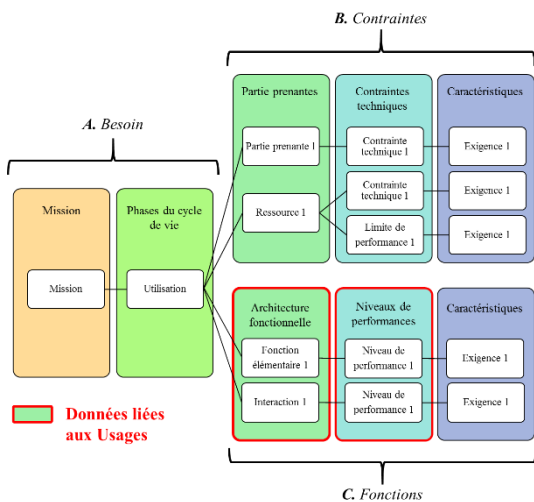 B. Contraintes
Partie prenantes
Contraintes
techniques
Caractéristiques
A. Besoin
Partie prenante 1
Contrainte
technique 1
Exigence 1
Mission
Phases du cycle
de vie
Ressource 1
Contrainte
technique 1
Exigence 1
Limite de
performance 1
Exigence 1
Mission
Utilisation
Architecture
fonctionnelle
Niveaux de
performances
Caractéristiques
Fonction
élémentaire 1
Niveau de
performance 1
Exigence 1
Interaction 1
Niveau de
performance 1
Exigence 1
Données liées
aux Usages
C. Fonctions